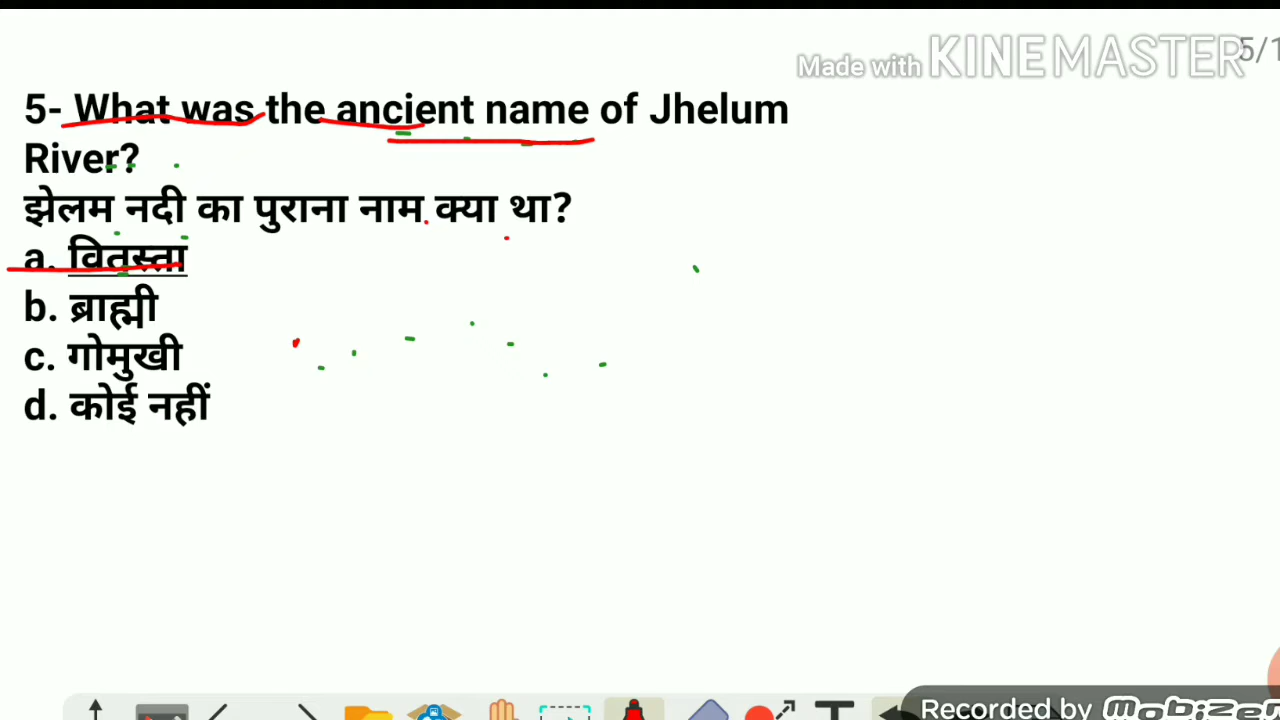 Made with KINEMASTER
5/1
5- What was the ancient name of Jhelum
River?
झेलम नदी का पुराना नाम क्या था?
a. वितस्ता
b. ब्राह्मी
c. गोमुखी
d. कोई नहीं
Recorded by